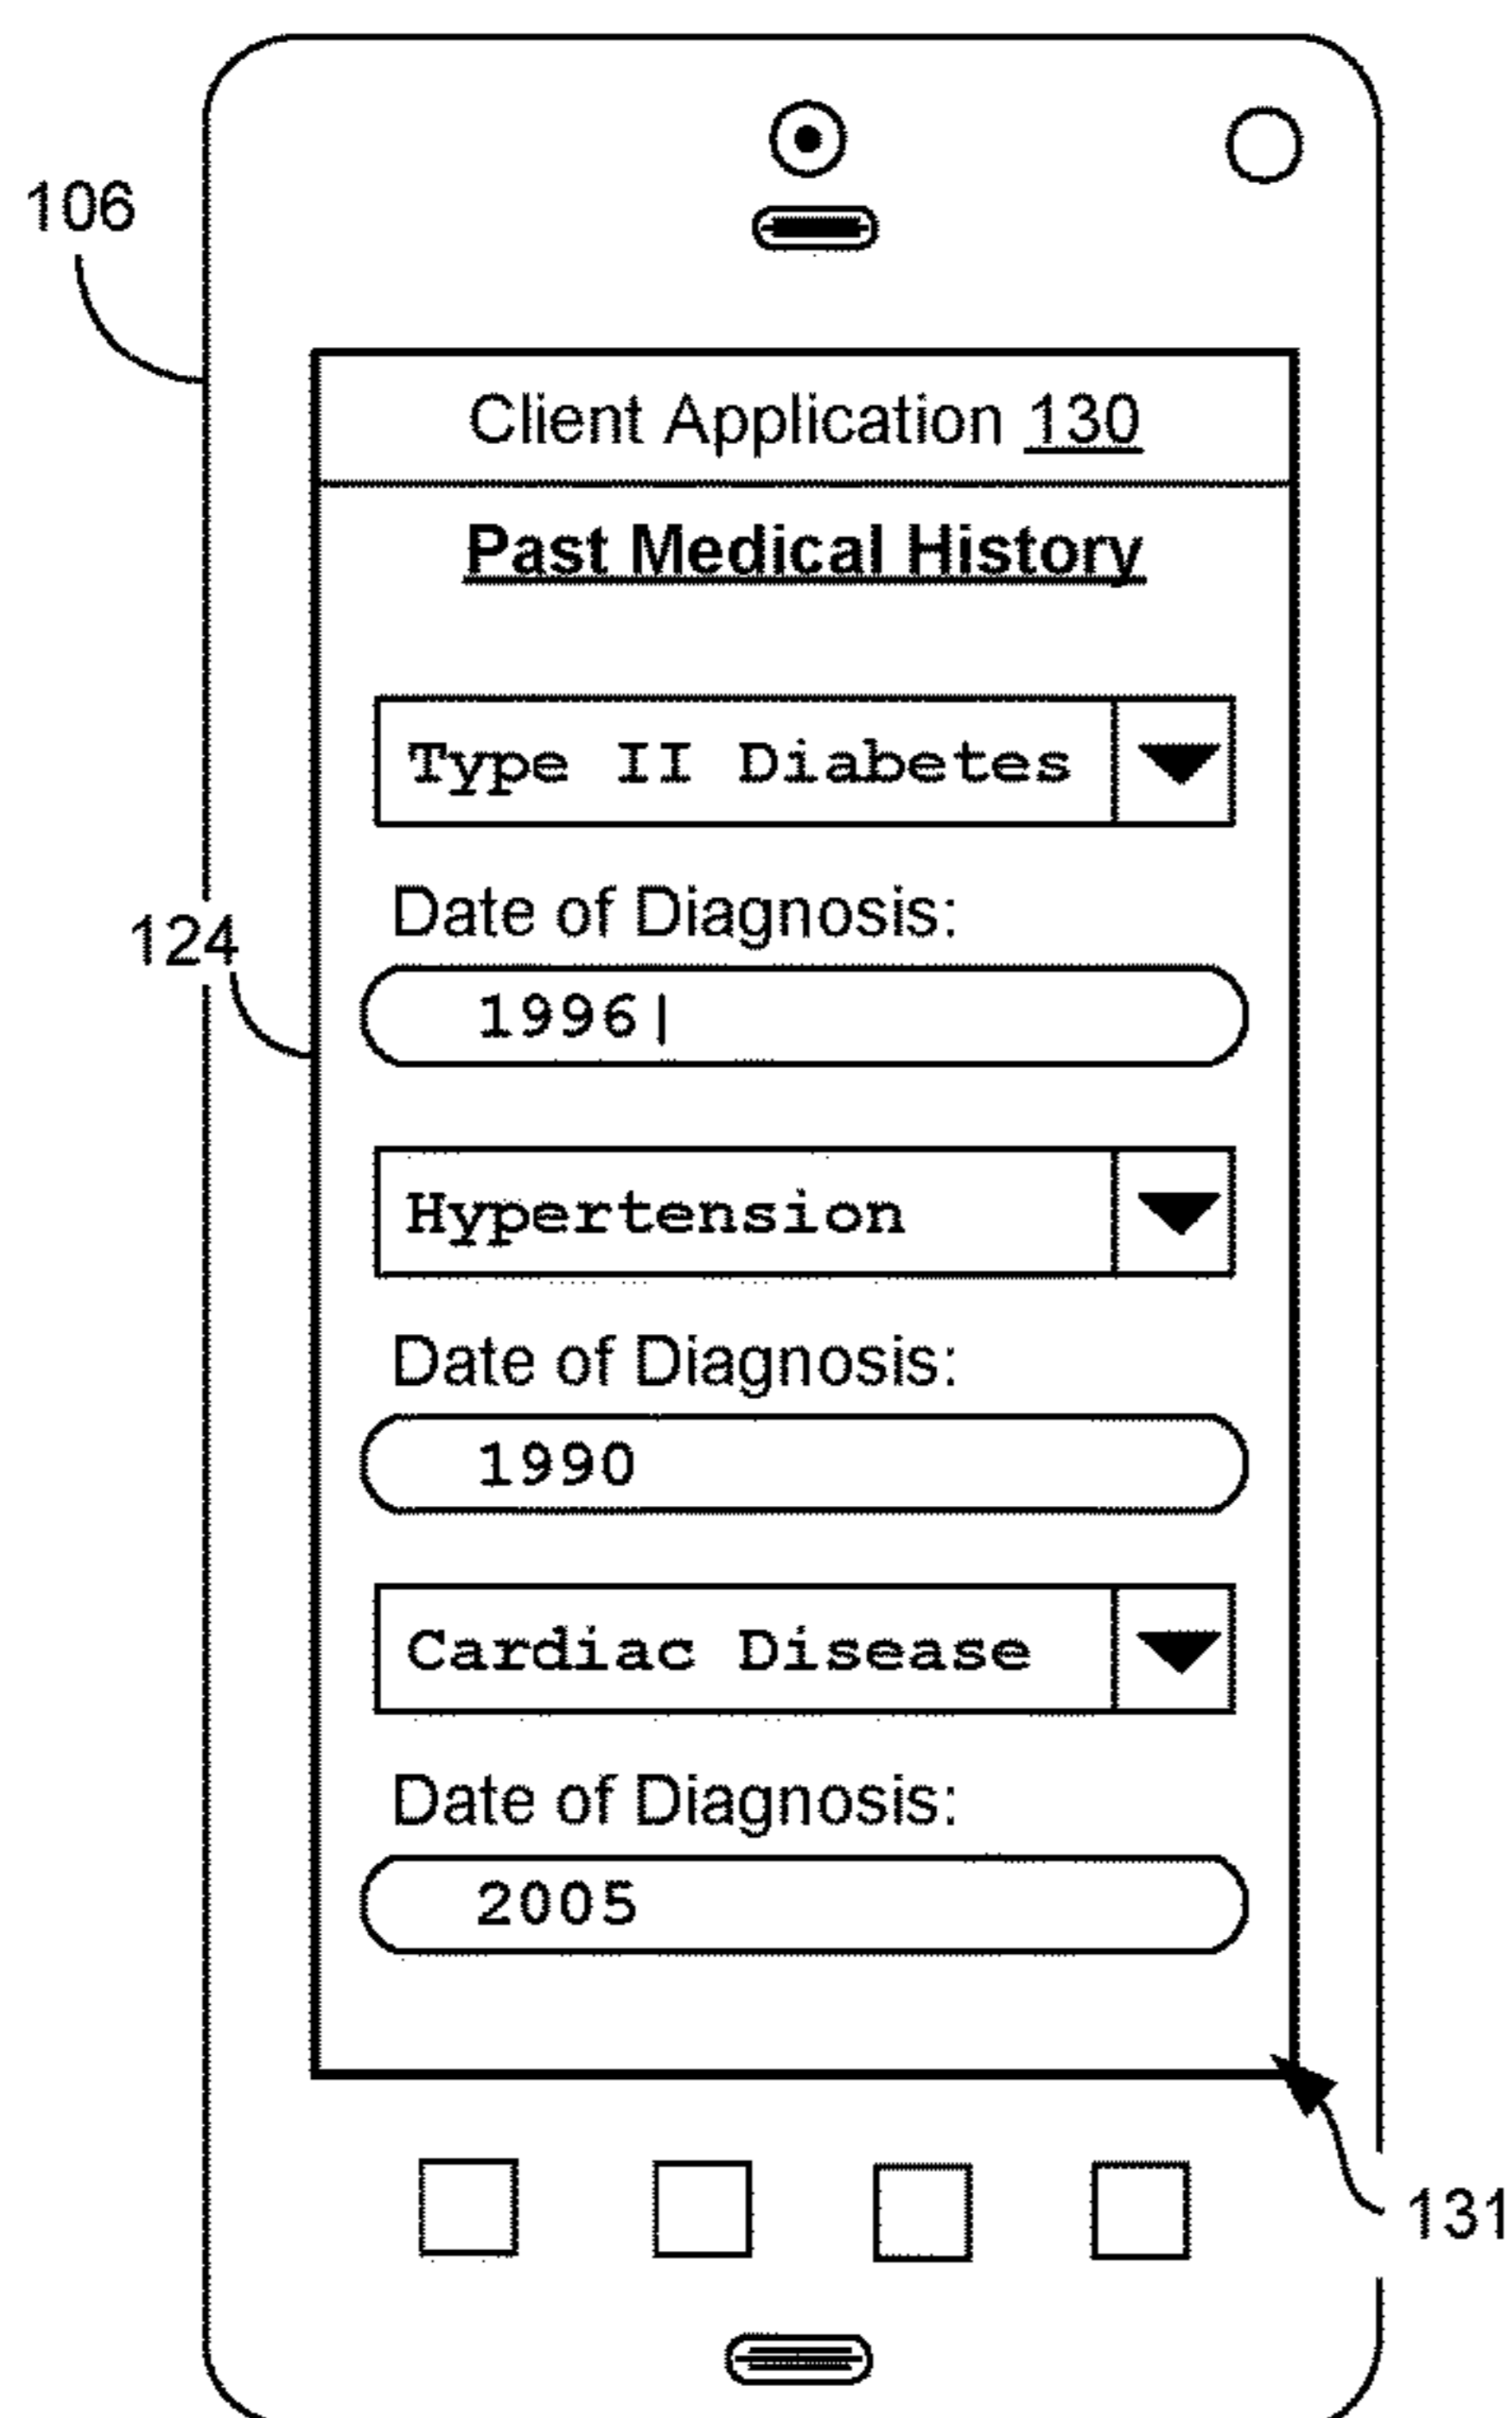 106
Client Application 130
Past Medical History
Type II Diabetes
124
Date of Diagnosis:
1996|
Hypertension
Date of Diagnosis:
1990
Cardiac Disease
Date of Diagnosis:
2005
131